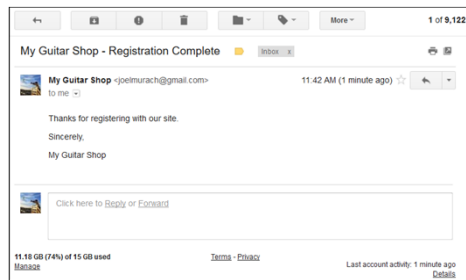 More
1 of 9,122
My Guitar Shop - Registration Complete
Inbox x
My Guitar Shop <joelmurach@gmail.com>
11:42 AM (1 minute ago)
to me
Thanks for registering with our site.
Sincerely,
My Guitar Shop
Click here to Reply or Forward
11.18 GB (74%) of 15 GB used
Manage
Terms - Privacy
Last account activity: 1 minute ago
Details